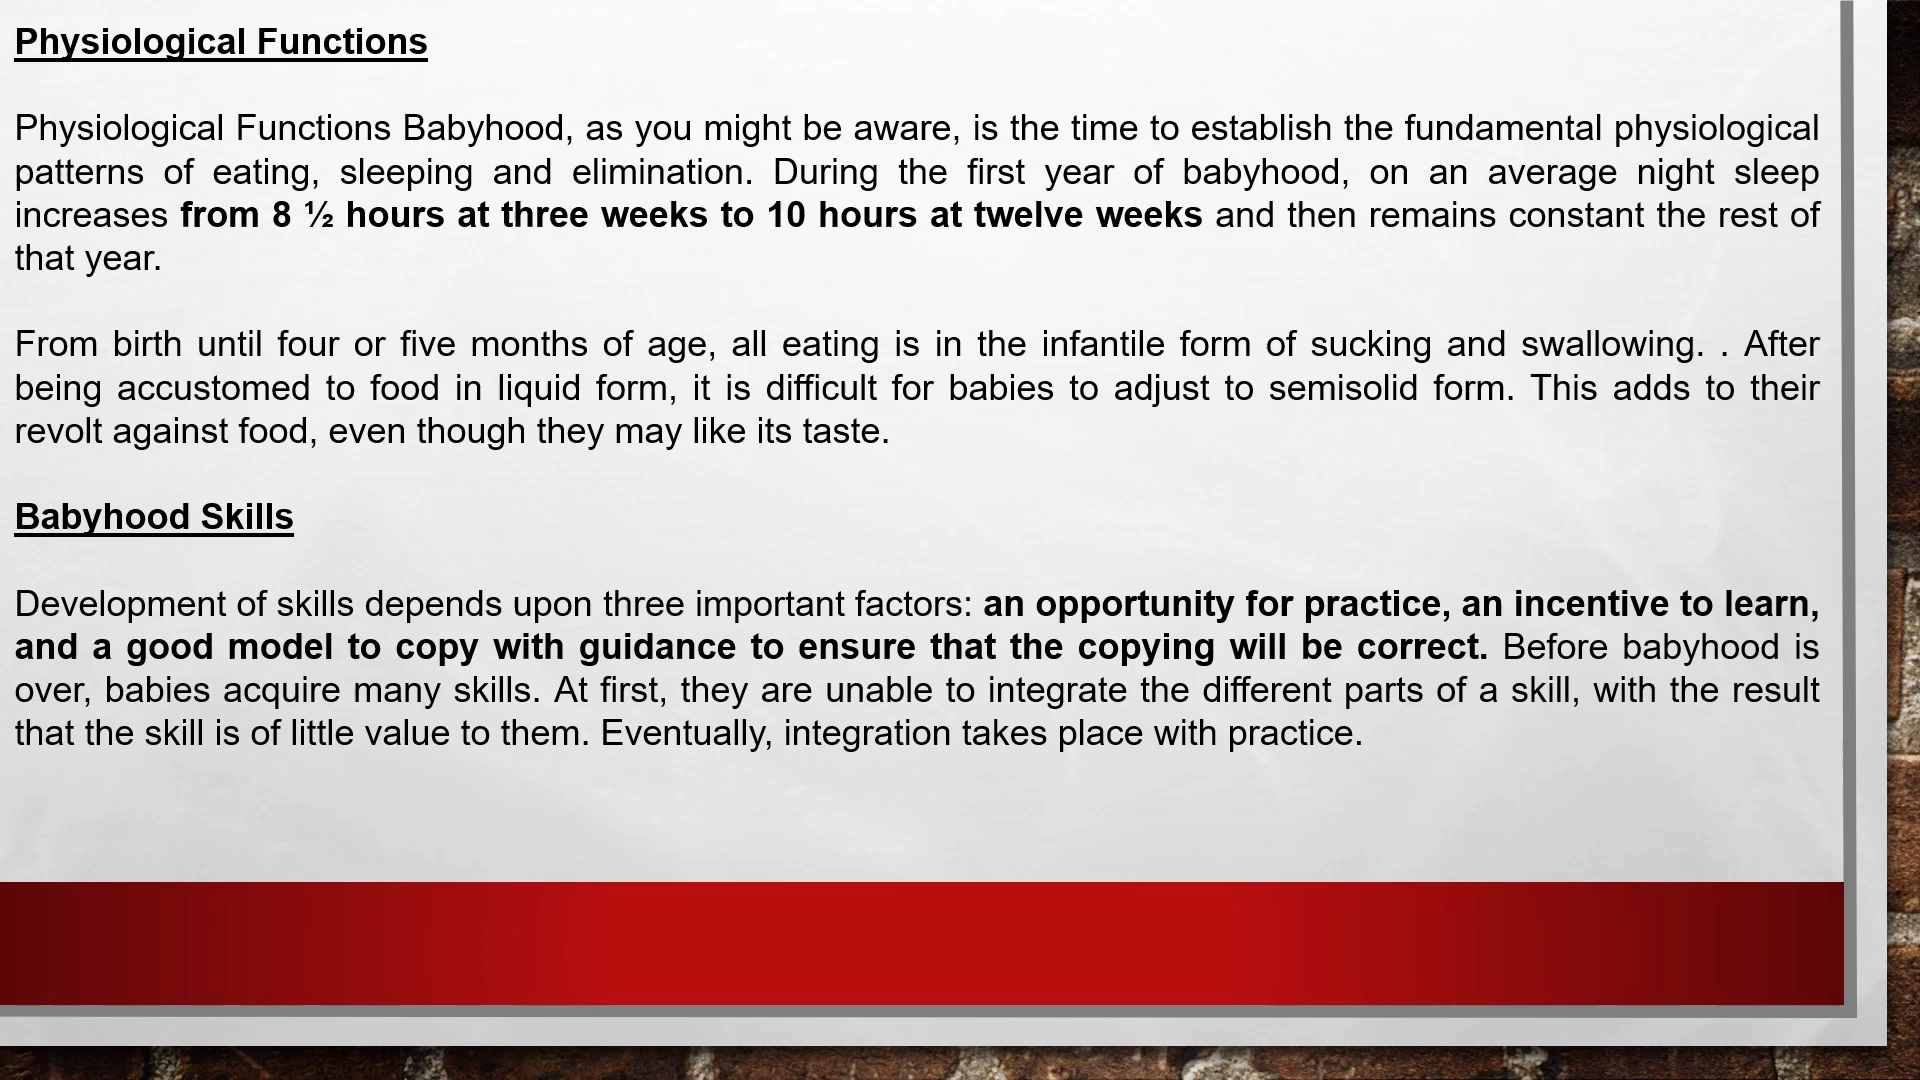 Physiological Functions
Physiological Functions Babyhood, as you might be aware, is the time to establish the fundamental physiological
patterns of eating, sleeping and elimination. During the first year of babyhood, on an average night sleep
increases from 8 ½ hours at three weeks to 10 hours at twelve weeks and then remains constant the rest of
that year.
From birth until four or five months of age, all eating is in the infantile form of sucking and swallowing. . After
being accustomed to food in liquid form, it is difficult for babies to adjust to semisolid form. This adds to their
revolt against food, even though they may like its taste.
Babyhood Skills
Development of skills depends upon three important factors: an opportunity for practice, an incentive to learn,
and a good model to copy with guidance to ensure that the copying will be correct. Before babyhood is
over, babies acquire many skills. At first, they are unable to integrate the different parts of a skill, with the result
that the skill is of little value to them. Eventually, integration takes place with practice.